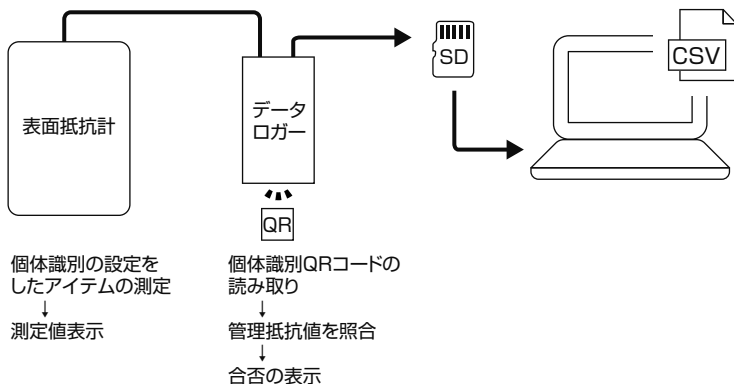 表面抵抗計
データ
ロガー
QR
SD
CSV
個体識別の設定を
したアイテムの測定
↓
測定値表示
個体識別QRコードの
読み取り
↓
管理抵抗値を照合
↓
合否の表示